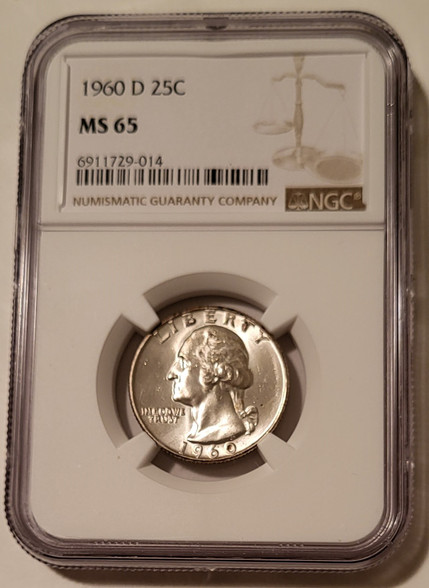 1960 D 25C
MS 65
6911729-014
NUMISMATIC GUARANTY COMPANY
NGC®
LIBERTY
IN GOD WE
TRUST
1960